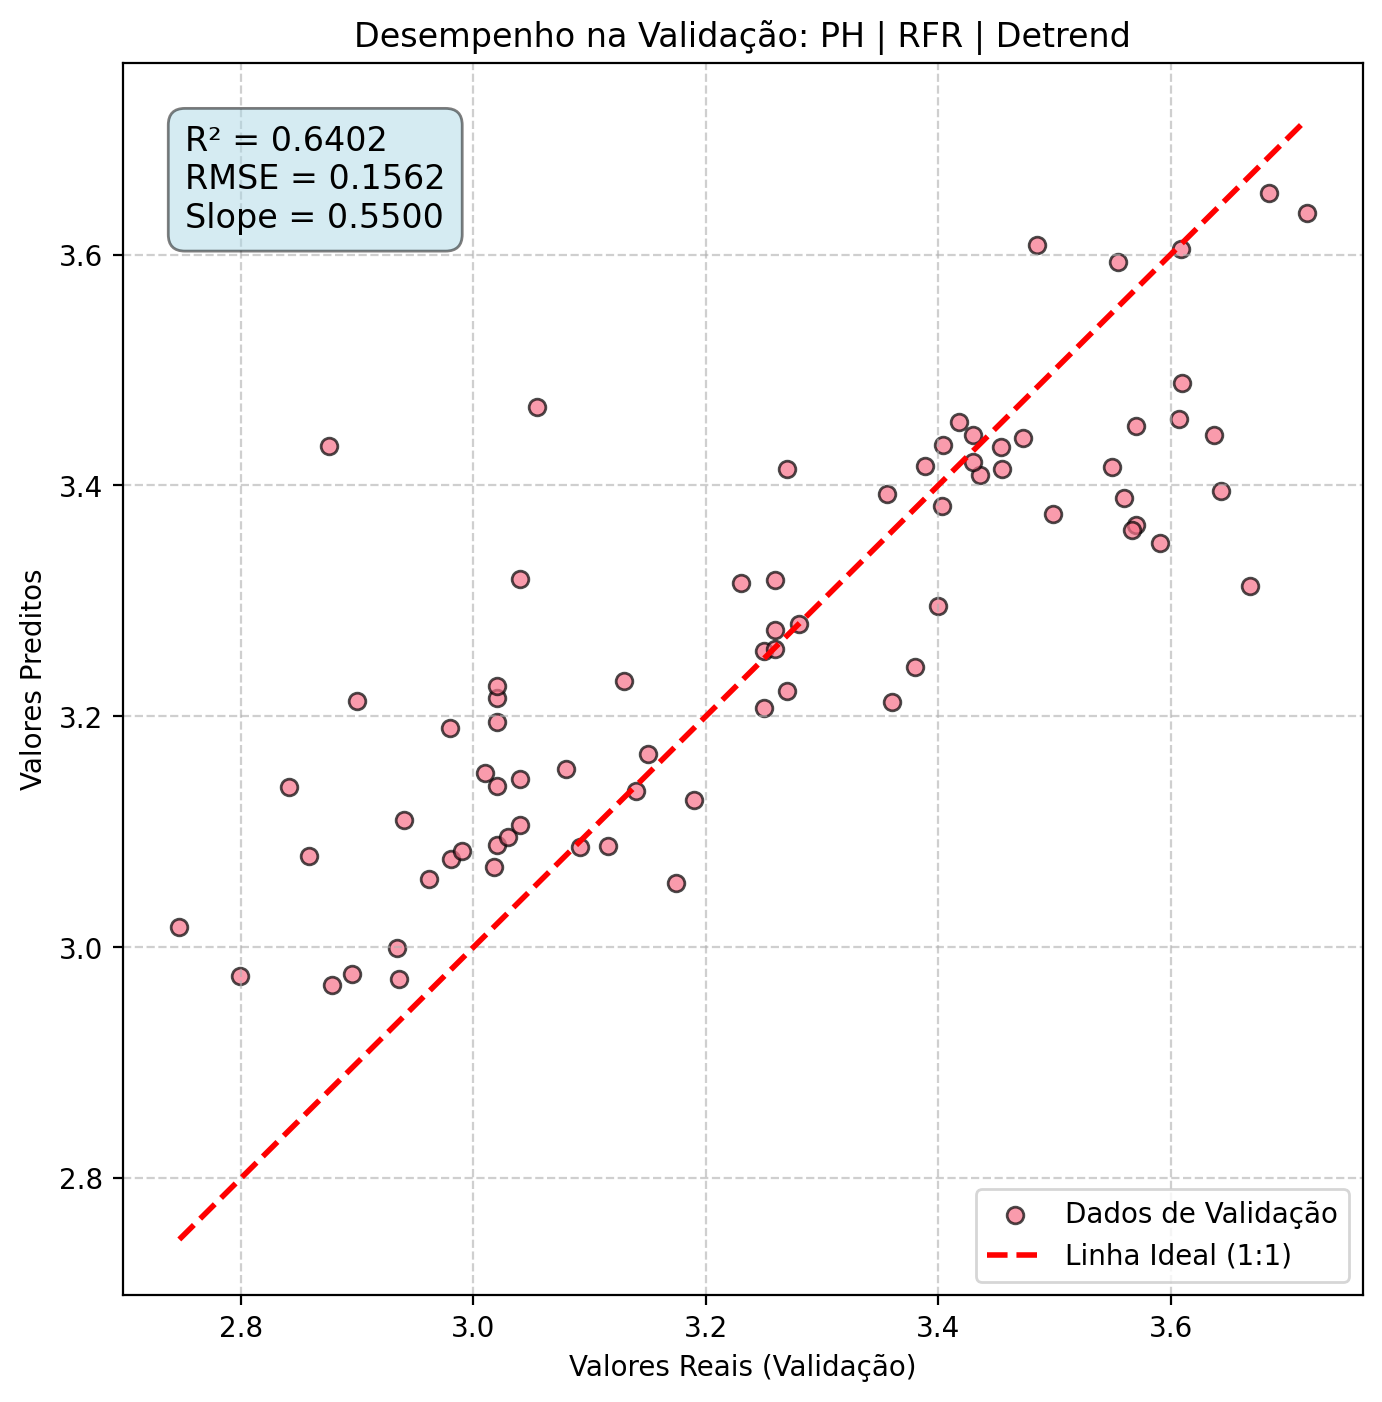 Desempenho na Validação: PH | RFR | Detrend
R² = 0.6402
RMSE = 0.1562
Slope = 0.5500
Valores Preditos
3.6
3.4
3.2
3.0
2.8
Dados de Validação
Linha Ideal (1:1)
2.8 3.0 3.2 3.4 3.6
Valores Reais (Validação)